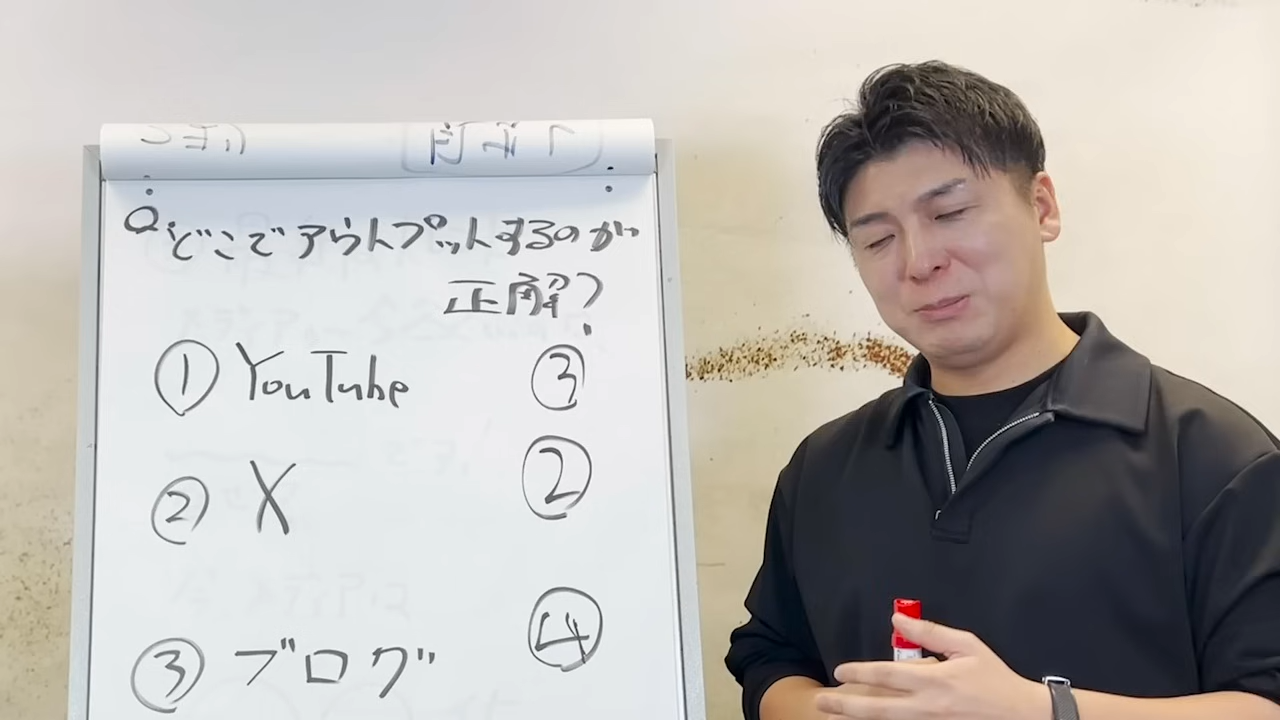 Q.どこでアウトプットするのが
正解?
① YouTube ③
② X ②
③ ブログ ④